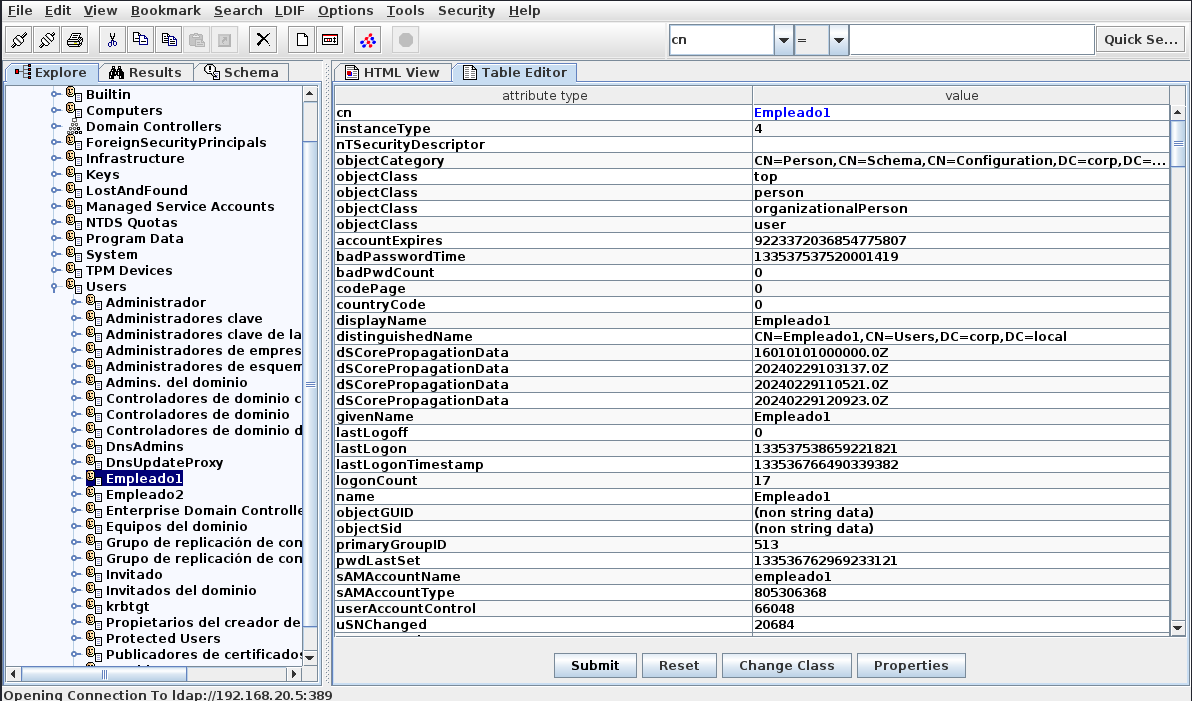 File Edit View Bookmark Search LDIF Options Tools Security Help
cn = Quick Se...
Explore Results Schema
HTML View Table Editor
Builtin
Computers
Domain Controllers
ForeignSecurityPrincipals
Infrastructure
Keys
LostAndFound
Managed Service Accounts
NTDS Quotas
Program Data
System
TPM Devices
Users
Administrador
Administradores clave
Administradores clave de la
Administradores de empres
Administradores de esquem
Admins. del dominio
Controladores de dominio c
Controladores de dominio
Controladores de dominio d
DnsAdmins
DnsUpdateProxy
Empleado1
Empleado2
Enterprise Domain Controlle
Equipos del dominio
Grupo de replicación de con
Grupo de replicación de con
Invitado
Invitados del dominio
krbtgt
Propietarios del creador de
Protected Users
Publicadores de certificados
attribute type value
cn Empleado1
instanceType 4
nTSecurityDescriptor
objectCategory CN=Person,CN=Schema,CN=Configuration,DC=corp,DC=...
objectClass top
objectClass person
objectClass organizationalPerson
objectClass user
accountExpires 9223372036854775807
badPasswordTime 133537537520001419
badPwdCount 0
codePage 0
countryCode 0
displayName Empleado1
distinguishedName CN=Empleado1,CN=Users,DC=corp,DC=local
dSCorePropagationData 16010101000000.0Z
dSCorePropagationData 20240229103137.0Z
dSCorePropagationData 20240229110521.0Z
dSCorePropagationData 20240229120923.0Z
givenName Empleado1
lastLogoff 0
lastLogon 133537538659221821
lastLogonTimestamp 133536766490339382
logonCount 17
name Empleado1
objectGUID (non string data)
objectSid (non string data)
primaryGroupID 513
pwdLastSet 133536762969233121
sAMAccountName empleado1
sAMAccountType 805306368
userAccountControl 66048
uSNChanged 20684
Submit Reset Change Class Properties
Opening Connection To ldap://192.168.20.5:389